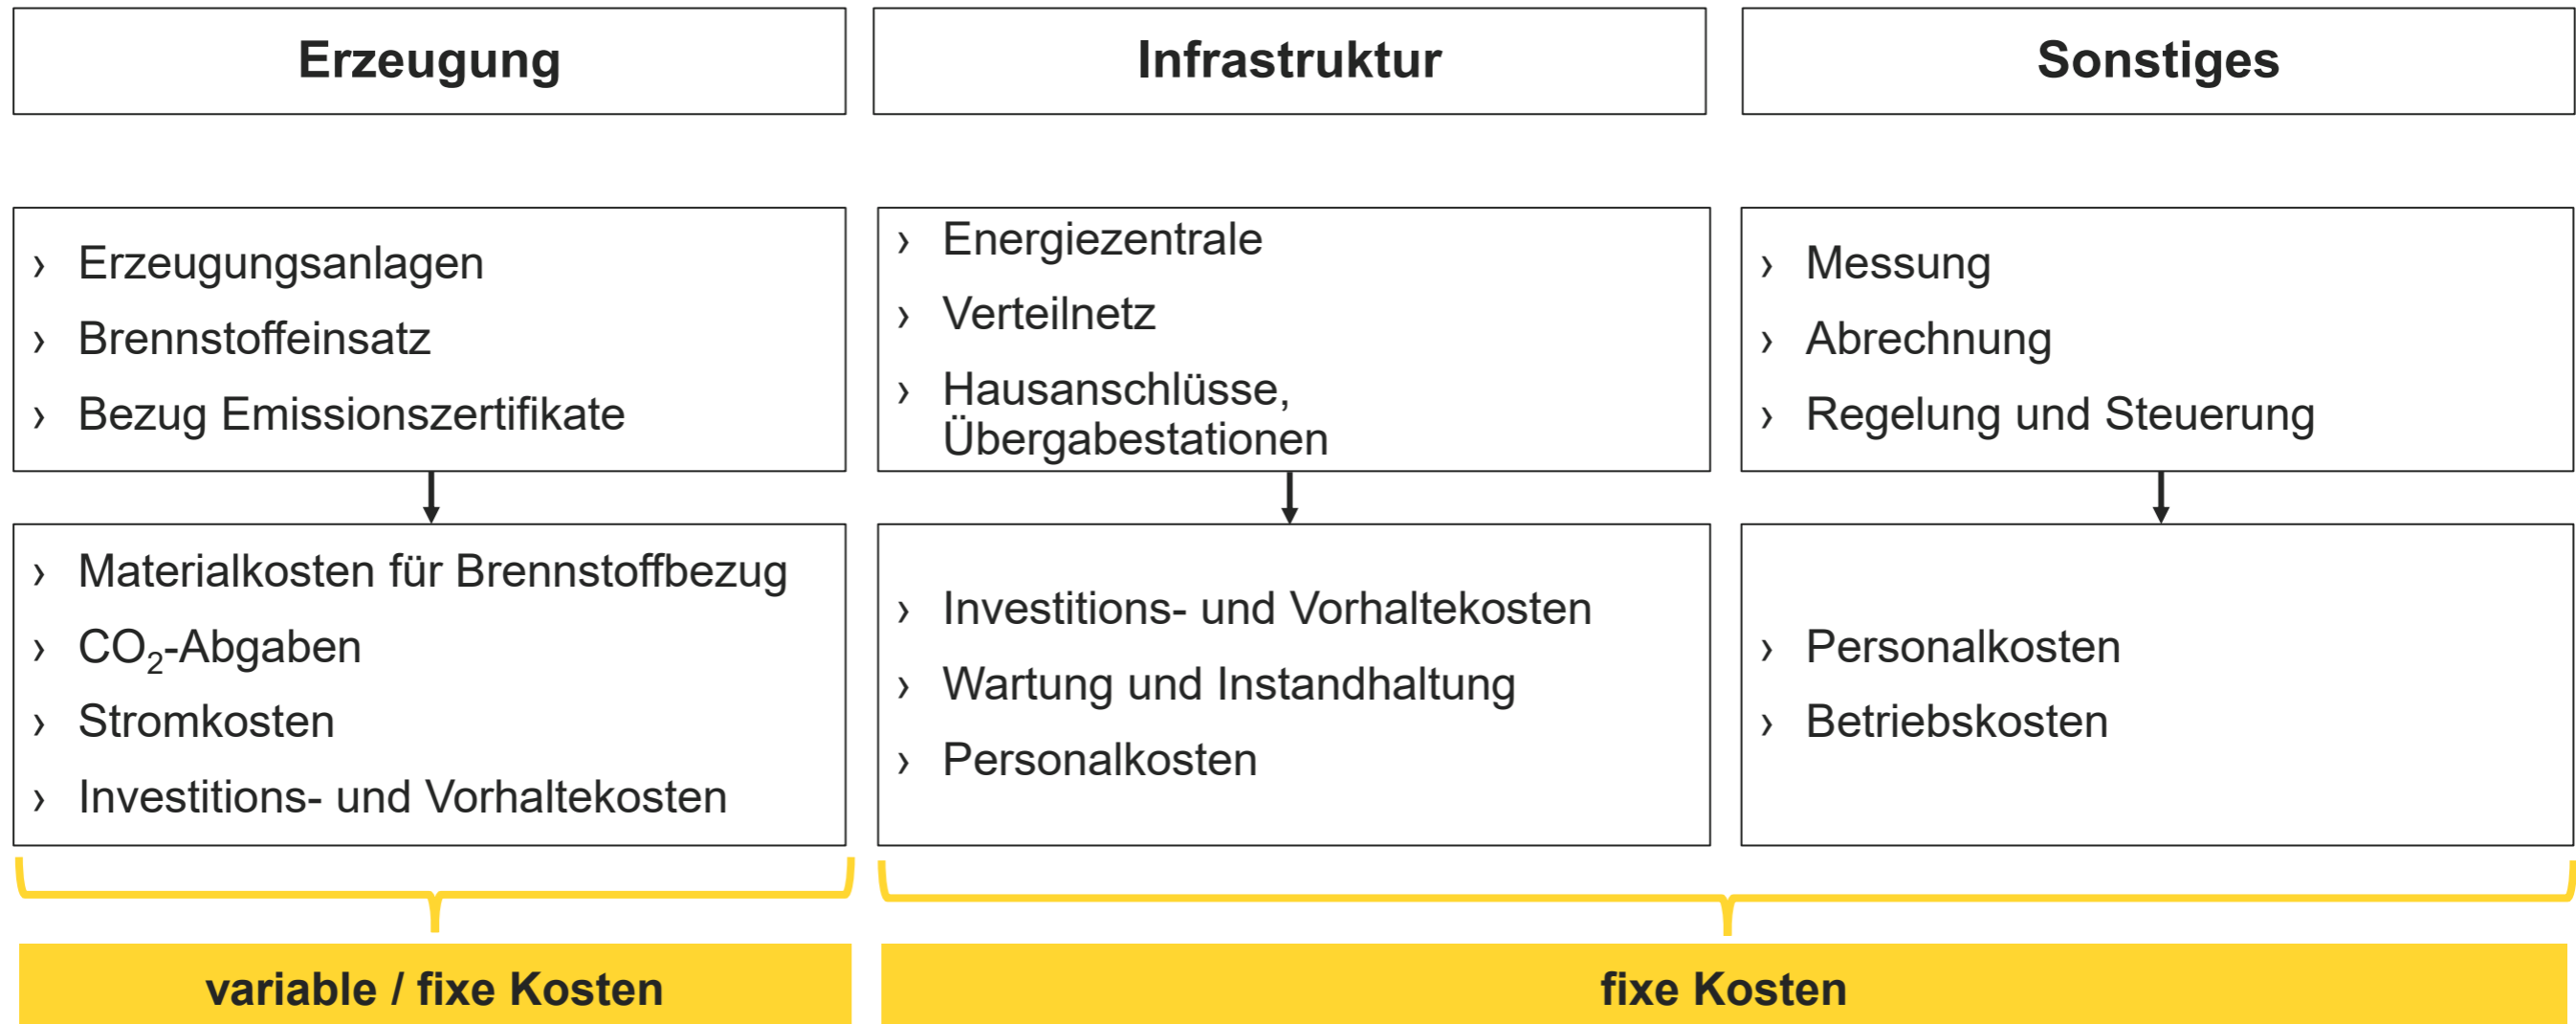 Erzeugung
Infrastruktur
Sonstiges
› Erzeugungsanlagen
› Brennstoffeinsatz
› Bezug Emissionszertifikate
› Energiezentrale
› Verteilnetz
› Hausanschlüsse,
Übergabestationen
› Messung
› Abrechnung
› Regelung und Steuerung
› Materialkosten für Brennstoffbezug
› CO₂-Abgaben
› Stromkosten
› Investitions- und Vorhaltekosten
› Investitions- und Vorhaltekosten
› Wartung und Instandhaltung
› Personalkosten
› Personalkosten
› Betriebskosten
variable / fixe Kosten
fixe Kosten